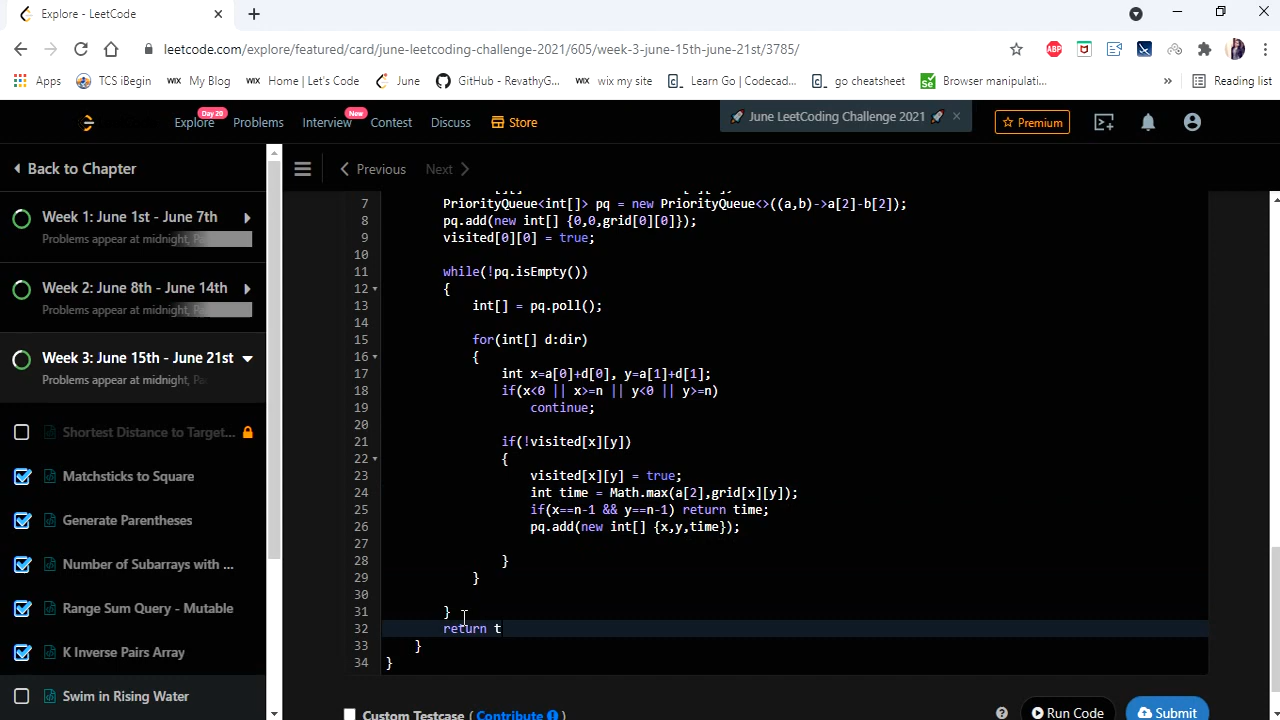 Explore - LeetCode
leetcode.com/explore/featured/card/june-leetcoding-challenge-2021/605/week-3-june-15th-june-21st/3785/
ABP
Apps TCS iBegin WIX My Blog WIX Home | Let's Code June GitHub - RevathyG... WIX wix my site Learn Go | Codecad... go cheatsheet Se Browser manipulati... » Reading list
Day 20 New
Explore Problems Interview Contest Discuss Store June LeetCoding Challenge 2021 × Premium
Back to Chapter
Previous Next
Week 1: June 1st - June 7th
Problems appear at midnight,
Week 2: June 8th - June 14th
Problems appear at midnight,
Week 3: June 15th - June 21st
Problems appear at midnight,
Shortest Distance to Target...
Matchsticks to Square
Generate Parentheses
Number of Subarrays with ...
Range Sum Query - Mutable
K Inverse Pairs Array
Swim in Rising Water
7 PriorityQueue<int[]> pq = new PriorityQueue<>((a,b)->a[2]-b[2]);
8 pq.add(new int[] {0,0,grid[0][0]});
9 visited[0][0] = true;
10
11 while(!pq.isEmpty())
12 {
13 int[] = pq.poll();
14
15 for(int[] d:dir)
16 {
17 int x=a[0]+d[0], y=a[1]+d[1];
18 if(x<0 || x>=n || y<0 || y>=n)
19 continue;
20
21 if(!visited[x][y])
22 {
23 visited[x][y] = true;
24 int time = Math.max(a[2],grid[x][y]);
25 if(x==n-1 && y==n-1) return time;
26 pq.add(new int[] {x,y,time});
27
28 }
29 }
30
31 }
32 return t
33 }
34 }
Custom Testcase ( Contribute )
Run Code Submit